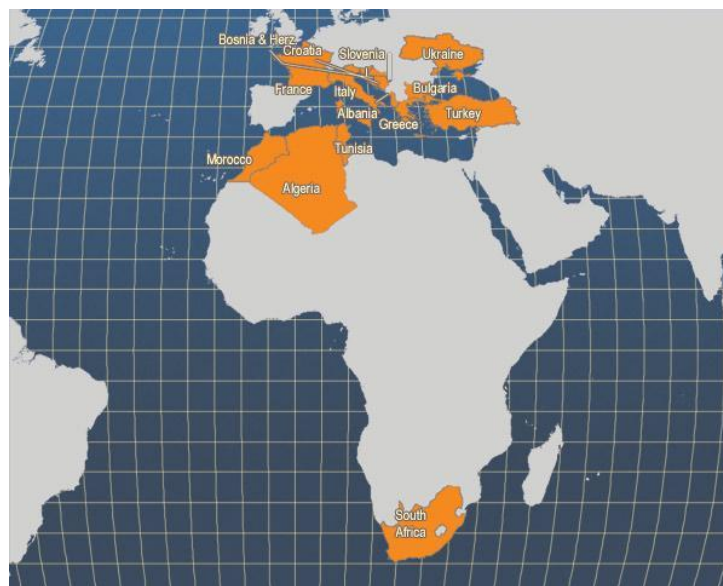 Bosnia & Herz.
Croatia
Slovenia
Ukraine
France
Italy
Bulgaria
Albania
Greece
Turkey
Morocco
Tunisia
Algeria
South
Africa